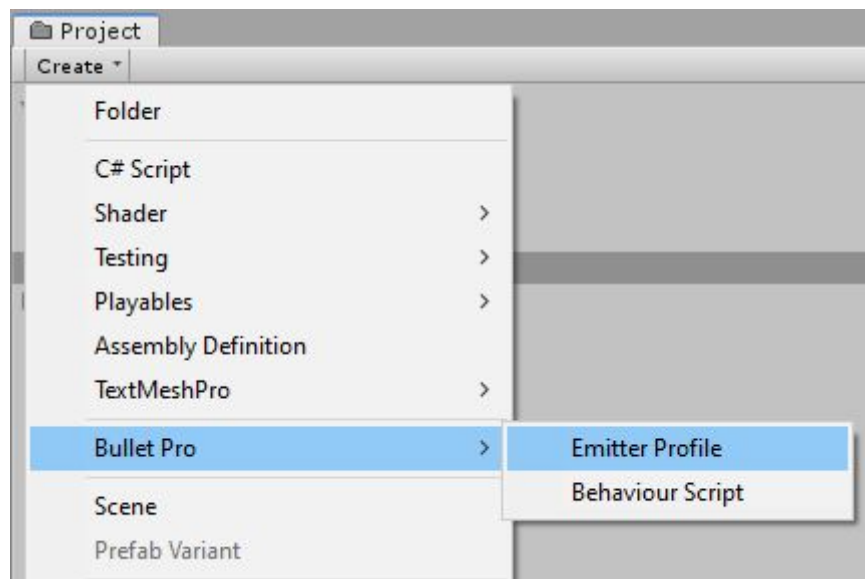 Project
Create
Folder
C# Script
Shader
Testing
Playables
Assembly Definition
TextMeshPro
Bullet Pro
Emitter Profile
Behaviour Script
Scene
Prefab Variant